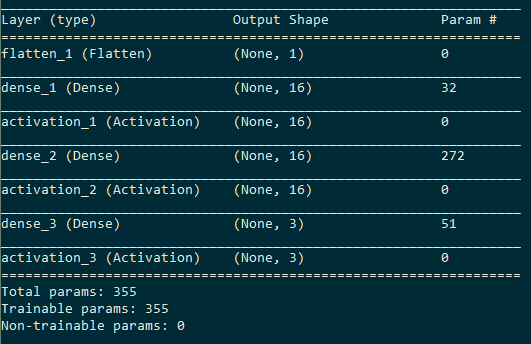 Layer (type) Output Shape Param #
=================================================================
flatten_1 (Flatten) (None, 1) 0
_________________________________________________________________
dense_1 (Dense) (None, 16) 32
_________________________________________________________________
activation_1 (Activation) (None, 16) 0
_________________________________________________________________
dense_2 (Dense) (None, 16) 272
_________________________________________________________________
activation_2 (Activation) (None, 16) 0
_________________________________________________________________
dense_3 (Dense) (None, 3) 51
_________________________________________________________________
activation_3 (Activation) (None, 3) 0
=================================================================
Total params: 355
Trainable params: 355
Non-trainable params: 0